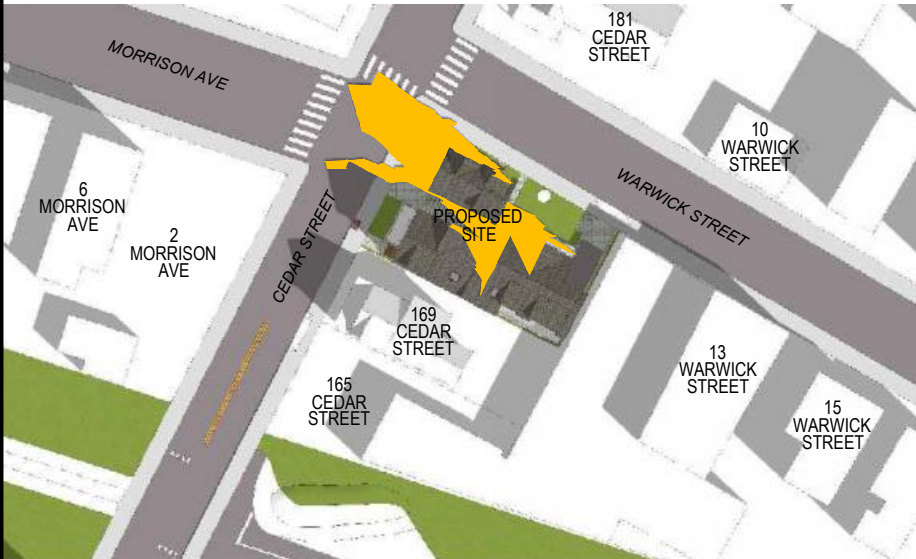 181
CEDAR
STREET
MORRISON AVE
10
WARWICK
STREET
6
MORRISON
AVE
WARWICK STREET
PROPOSED
SITE
2
MORRISON
AVE
CEDAR STREET
169
CEDAR
STREET
13
WARWICK
STREET
165
CEDAR
STREET
15
WARWICK
STREET